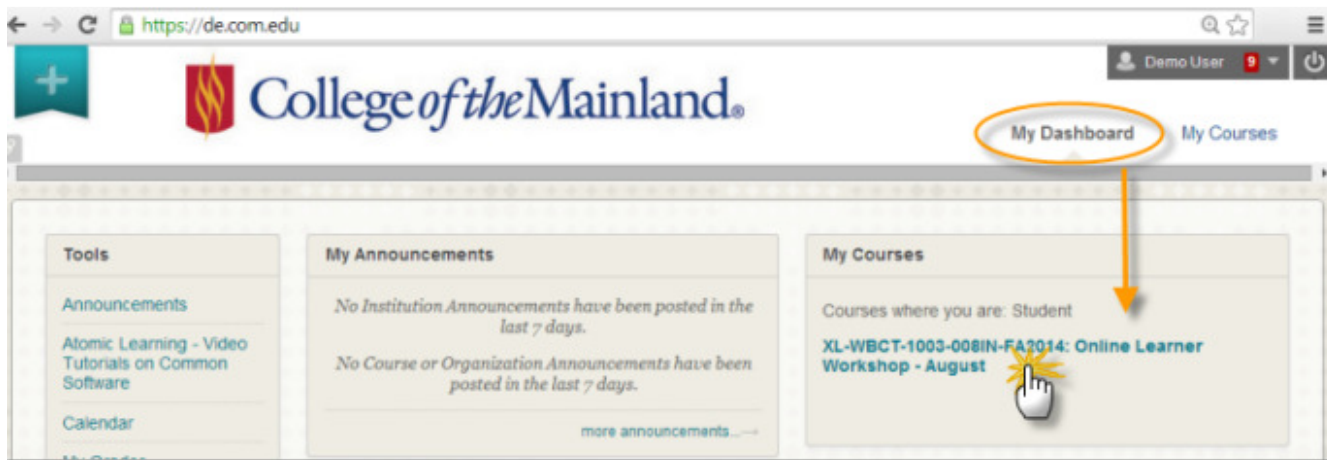 https://de.com.edu
Demo User 9
College of the Mainland®
My Dashboard
My Courses
Tools
Announcements
Atomic Learning - Video
Tutorials on Common
Software
Calendar
My Grades
My Announcements
No Institution Announcements have been posted in the
last 7 days.
No Course or Organization Announcements have been
posted in the last 7 days.
more announcements...→
My Courses
Courses where you are: Student
XL-WBCT-1003-008IN-FA2014: Online Learner
Workshop - August